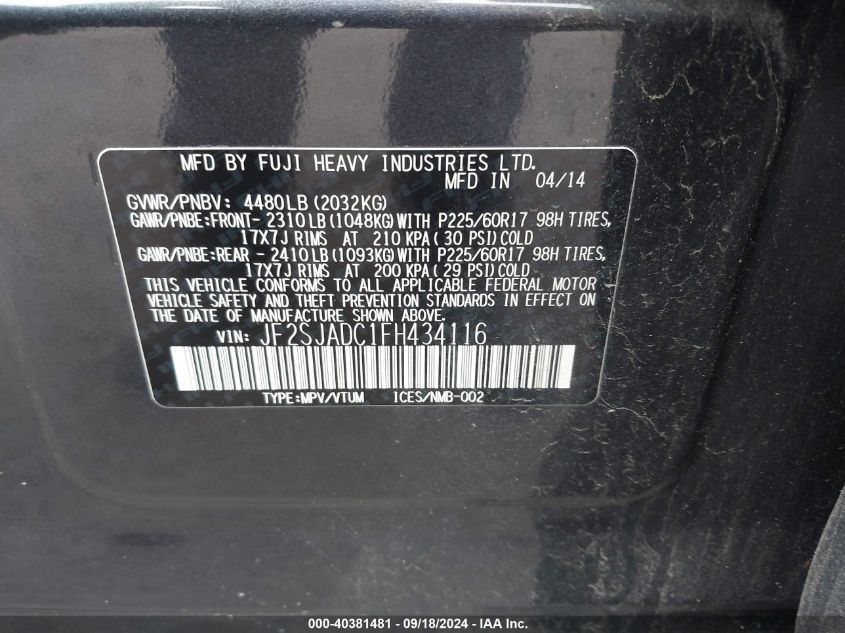 MFD BY FUJI HEAVY INDUSTRIES LTD.
MFD IN 04/14
GVWR/PNBV: 4480LB (2032KG)
GAWR/PNBE:FRONT- 2310LB (1048KG) WITH P225/60R17 98H TIRES,
17X7J RIMS AT 210 KPA (30 PSI) COLD
GAWR/PNBE:REAR - 2410LB (1093KG) WITH P225/60R17 98H TIRES,
17X7J RIMS AT 200 KPA (29 PSI) COLD
THIS VEHICLE CONFORMS TO ALL APPLICABLE FEDERAL MOTOR
VEHICLE SAFETY AND THEFT PREVENTION STANDARDS IN EFFECT ON
THE DATE OF MANUFACTURE SHOWN ABOVE.
VIN: JF2SJADC1FH434116
TYPE:MPV/VTUM ICES/NMB-002
000-40381481 - 09/18/2024 - IAA Inc.